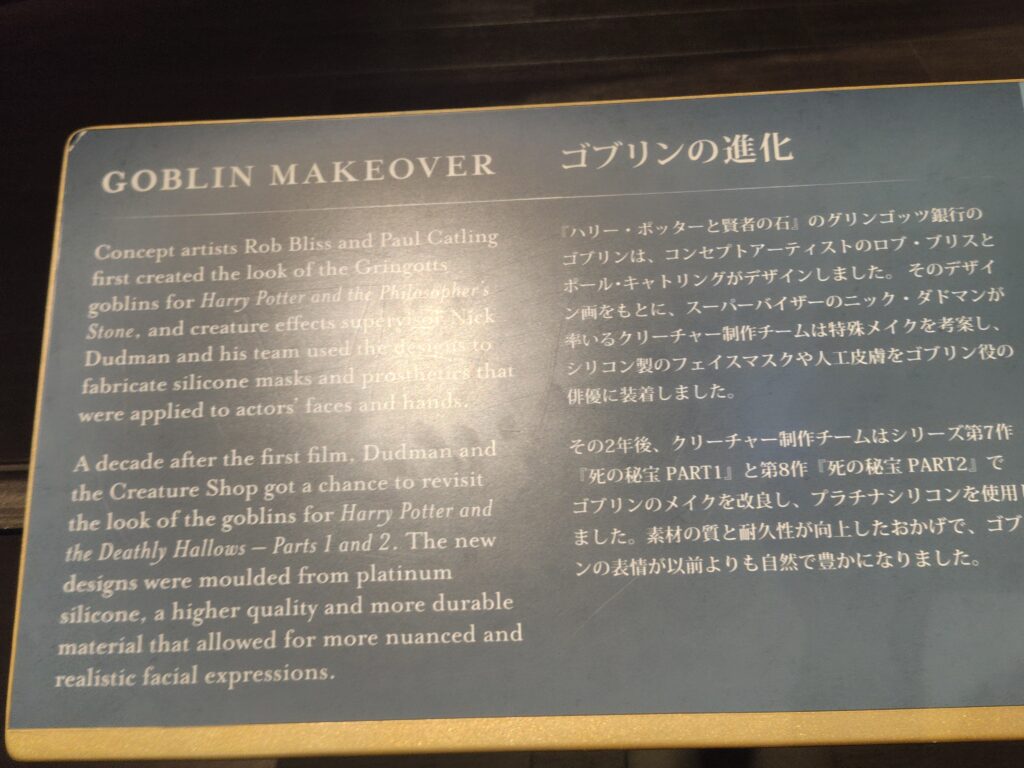 GOBLIN MAKEOVER
Concept artists Rob Bliss and Paul Catling
first created the look of the Gringotts
goblins for Harry Potter and the Philosopher's
Stone, and creature effects supervisor Nick
Dudman and his team used the designs to
fabricate silicone masks and prosthetics that
were applied to actors' faces and hands.
A decade after the first film, Dudman and
the Creature Shop got a chance to revisit
the look of the goblins for Harry Potter and
the Deathly Hallows – Parts 1 and 2. The new
designs were moulded from platinum
silicone, a higher quality and more durable
material that allowed for more nuanced and
realistic facial expressions.
ゴブリンの進化
『ハリー・ポッターと賢者の石』のグリンゴッツ銀行の
ゴブリンは、コンセプトアーティストのロブ・ブリスと
ポール・キャトリングがデザインしました。 そのデザイ
ン画をもとに、スーパーバイザーのニック・ダドマンが
率いるクリーチャー制作チームは特殊メイクを考案し、
シリコン製のフェイスマスクや人工皮膚をゴブリン役の
俳優に装着しました。
その2年後、クリーチャー制作チームはシリーズ第7作
『死の秘宝 PART1』と第8作『死の秘宝 PART2』で
ゴブリンのメイクを改良し、プラチナシリコンを使用し
ました。素材の質と耐久性が向上したおかげで、ゴブ
ンの表情が以前よりも自然で豊かになりました。